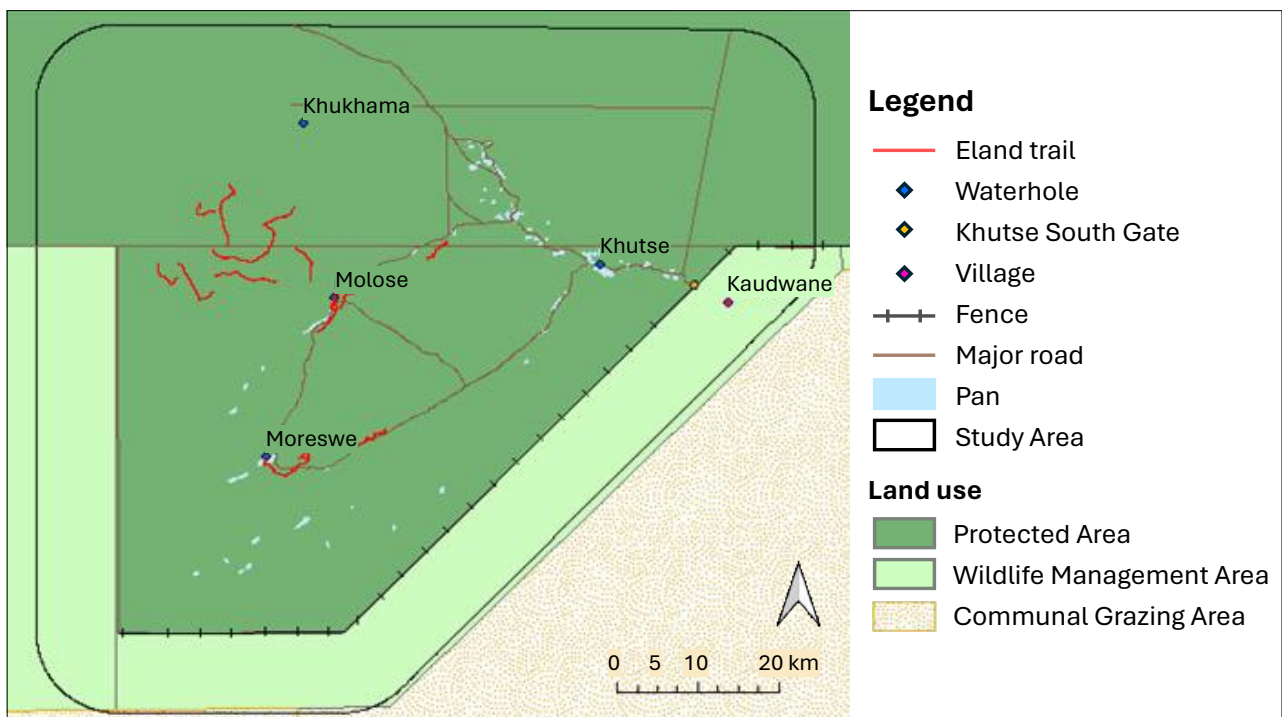 Khukhama
Khutse
Molose
Kaudwane
Moreswe
0 5 10 20 km
Legend
Eland trail
Waterhole
Khutse South Gate
Village
Fence
Major road
Pan
Study Area
Land use
Protected Area
Wildlife Management Area
Communal Grazing Area